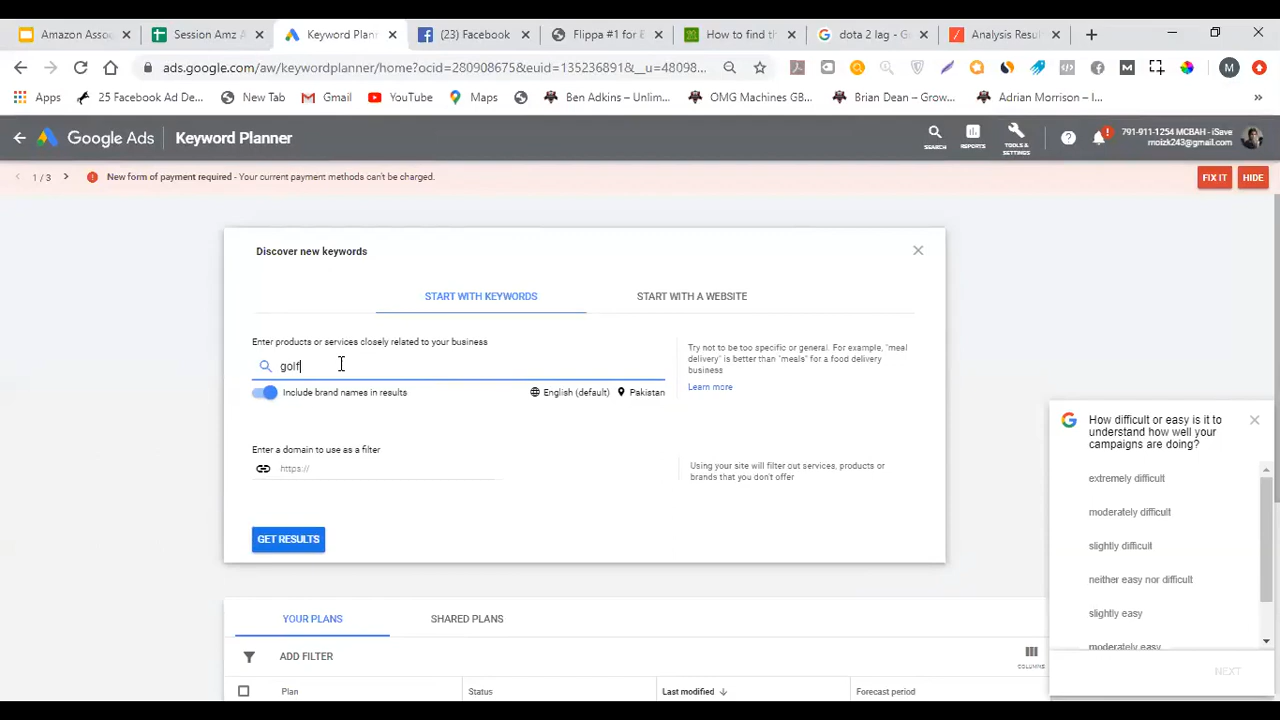 Amazon Asso
Session Amz A
Keyword Plann
(23) Facebook
Flippa #1 for B
How to find th
dota 2 lag - G
Analysis Resul
ads.google.com/aw/keywordplanner/home?ocid=280908675&euid=135236891&__u=48098...
Apps
25 Facebook Ad De...
New Tab
Gmail
YouTube
Maps
Ben Adkins – Unlim...
OMG Machines GB...
Brian Dean – Grow...
Adrian Morrison – I...
Google Ads
Keyword Planner
SEARCH
REPORTS
TOOLS & SETTINGS
791-911-1254 MCBAH - iSave
moizk243@gmail.com
1 / 3
New form of payment required - Your current payment methods can't be charged.
FIX IT
HIDE
Discover new keywords
START WITH KEYWORDS
START WITH A WEBSITE
Enter products or services closely related to your business
golf
Include brand names in results
English (default)
Pakistan
Try not to be too specific or general. For example, "meal
delivery" is better than "meals" for a food delivery
business
Learn more
Enter a domain to use as a filter
https://
Using your site will filter out services, products or
brands that you don't offer
GET RESULTS
YOUR PLANS
SHARED PLANS
ADD FILTER
COLUMNS
Plan
Status
Last modified
Forecast period
How difficult or easy is it to
understand how well your
campaigns are doing?
extremely difficult
moderately difficult
slightly difficult
neither easy nor difficult
slightly easy
moderately easy
NEXT